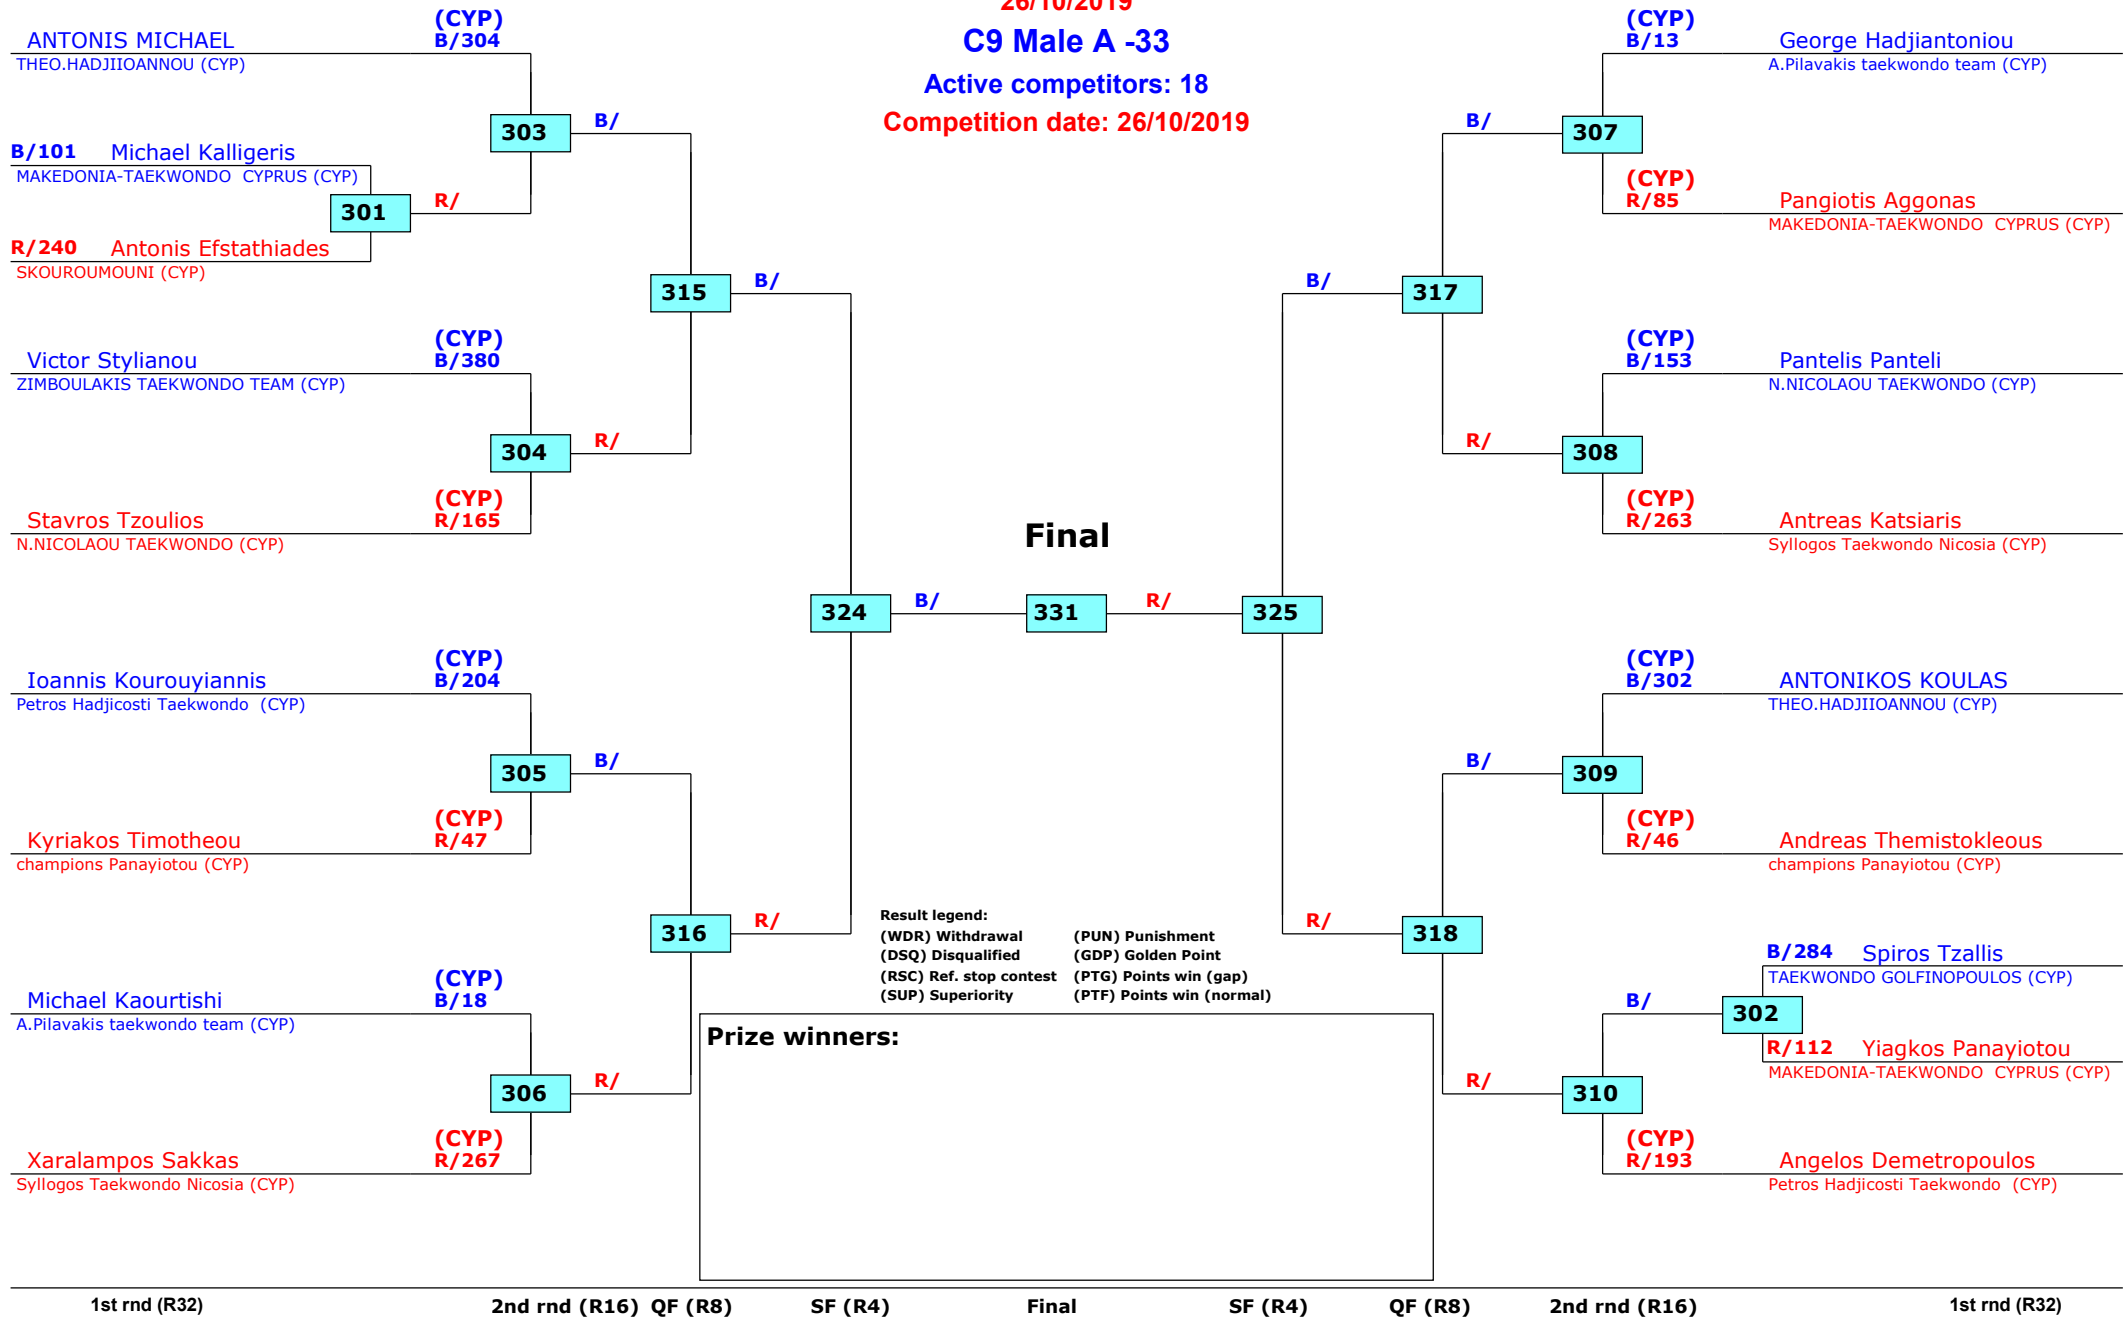 26/10/2019
C9 Male A -33
Active competitors: 18
Competition date: 26/10/2019
(CYP)
ANTONIS MICHAEL B/304
THEO.HADJIIOANNOU (CYP)
303
B/
B/101 Michael Kalligeris
MAKEDONIA-TAEKWONDO CYPRUS (CYP)
301
R/
R/240 Antonis Efstathiades
SKOUROUMOUNI (CYP)
315
B/
(CYP)
Victor Stylianou B/380
ZIMBOULAKIS TAEKWONDO TEAM (CYP)
304
R/
(CYP)
Stavros Tzoulios R/165
N.NICOLAOU TAEKWONDO (CYP)
324
B/
(CYP)
Ioannis Kourouyiannis B/204
Petros Hadjicosti Taekwondo (CYP)
305
B/
(CYP)
Kyriakos Timotheou R/47
champions Panayiotou (CYP)
316
R/
(CYP)
Michael Kaourtishi B/18
A.Pilavakis taekwondo team (CYP)
306
R/
(CYP)
Xaralampos Sakkas R/267
Syllogos Taekwondo Nicosia (CYP)
Final
331
R/
(CYP)
B/13 George Hadjiantoniou
A.Pilavakis taekwondo team (CYP)
B/
307
(CYP)
R/85 Pangiotis Aggonas
MAKEDONIA-TAEKWONDO CYPRUS (CYP)
B/
317
(CYP)
B/153 Pantelis Panteli
N.NICOLAOU TAEKWONDO (CYP)
R/
308
(CYP)
R/263 Antreas Katsiaris
Syllogos Taekwondo Nicosia (CYP)
325
(CYP)
B/302 ANTONIKOS KOULAS
THEO.HADJIIOANNOU (CYP)
B/
309
(CYP)
R/46 Andreas Themistokleous
champions Panayiotou (CYP)
R/
318
B/284 Spiros Tzallis
TAEKWONDO GOLFINOPOULOS (CYP)
B/
302
R/112 Yiagkos Panayiotou
MAKEDONIA-TAEKWONDO CYPRUS (CYP)
R/
310
(CYP)
R/193 Angelos Demetropoulos
Petros Hadjicosti Taekwondo (CYP)
Result legend:
(WDR) Withdrawal (PUN) Punishment
(DSQ) Disqualified (GDP) Golden Point
(RSC) Ref. stop contest (PTG) Points win (gap)
(SUP) Superiority (PTF) Points win (normal)
Prize winners:
1st rnd (R32) 2nd rnd (R16) QF (R8) SF (R4) Final SF (R4) QF (R8) 2nd rnd (R16) 1st rnd (R32)